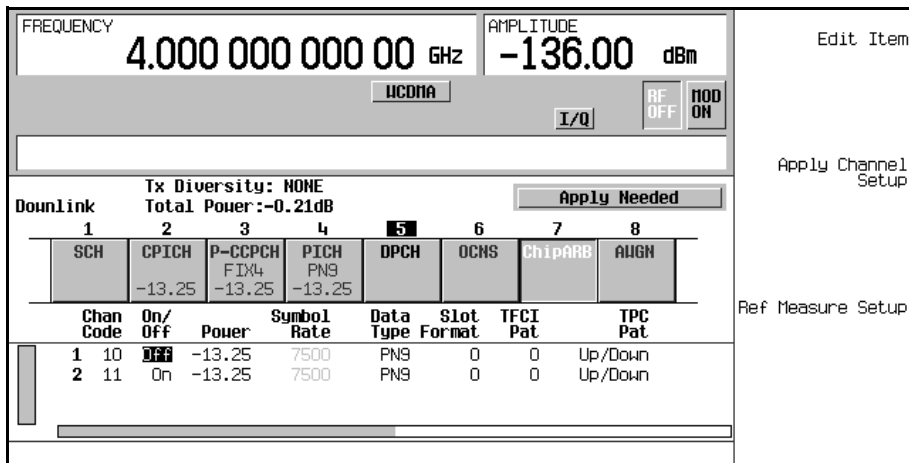 FREQUENCY
4.000 000 000 00 GHz
AMPLITUDE
-136.00 dBm
WCDMA
I/Q
RF OFF
MOD ON
Edit Item
Apply Channel Setup
Ref Measure Setup
Downlink
Tx Diversity: NONE
Total Power:-0.21dB
Apply Needed
1 2 3 4 5 6 7 8
SCH CPICH P-CCPCH PICH DPCH OCNS ChipARB AWGN
FIX4 PN9
-13.25 -13.25 -13.25
Chan On/ Symbol Data Slot TFCI TPC
Code Off Power Rate Type Format Pat Pat
1 10 Off -13.25 7500 PN9 0 0 Up/Down
2 11 On -13.25 7500 PN9 0 0 Up/Down